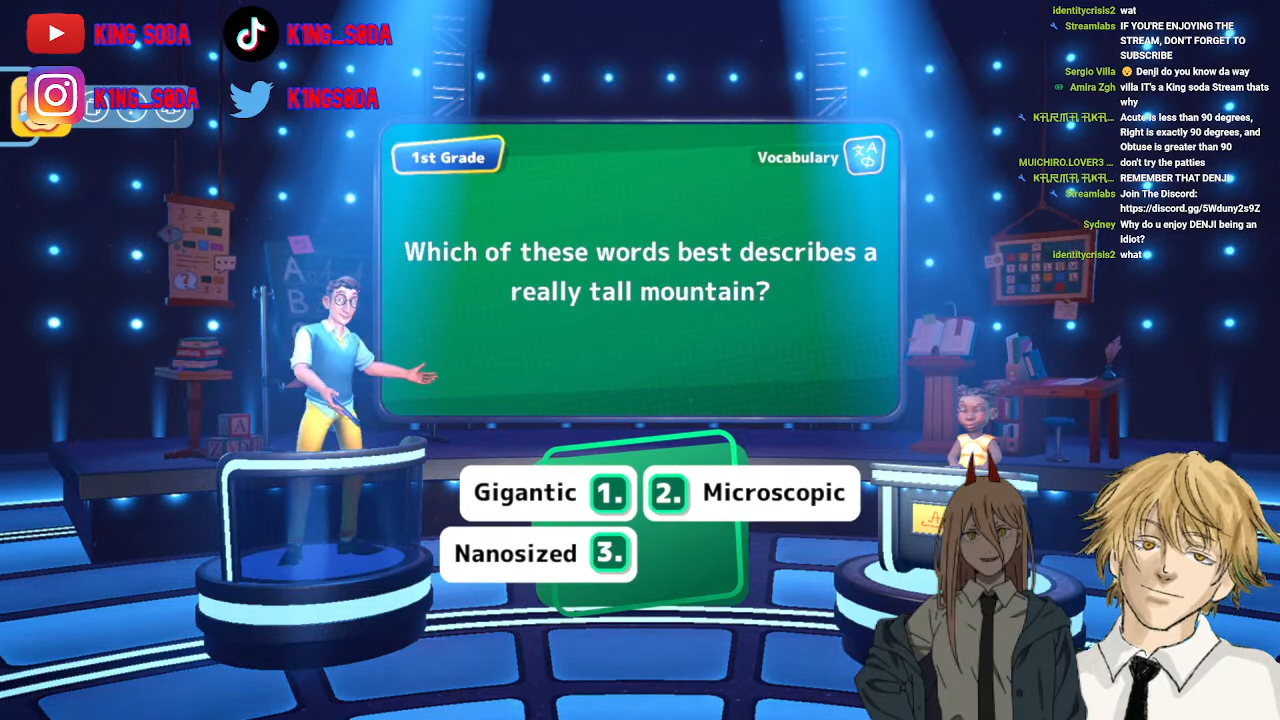 K1NG SODA
K1NG_S0DA
K1NG_S0DA
K1NGS0DA
1st Grade
Vocabulary
Which of these words best describes a
really tall mountain?
Gigantic 1.
2. Microscopic
Nanosized 3.
A
B
A
identitycrisis2 wat
Streamlabs IF YOU'RE ENJOYING THE
STREAM, DON'T FORGET TO
SUBSCRIBE
Sergio Villa Denji do you know da way
Amira Zgh villa IT's a King soda Stream thats
why
Acute is less than 90 degrees,
Right is exactly 90 degrees, and
Obtuse is greater than 90
MUICHIRO.LOVER3 ... don't try the patties
REMEMBER THAT DENJI
Streamlabs Join The Discord:
https://discord.gg/5Wduny2s9Z
Sydney Why do u enjoy DENJI being an
idiot?
identitycrisis2 what